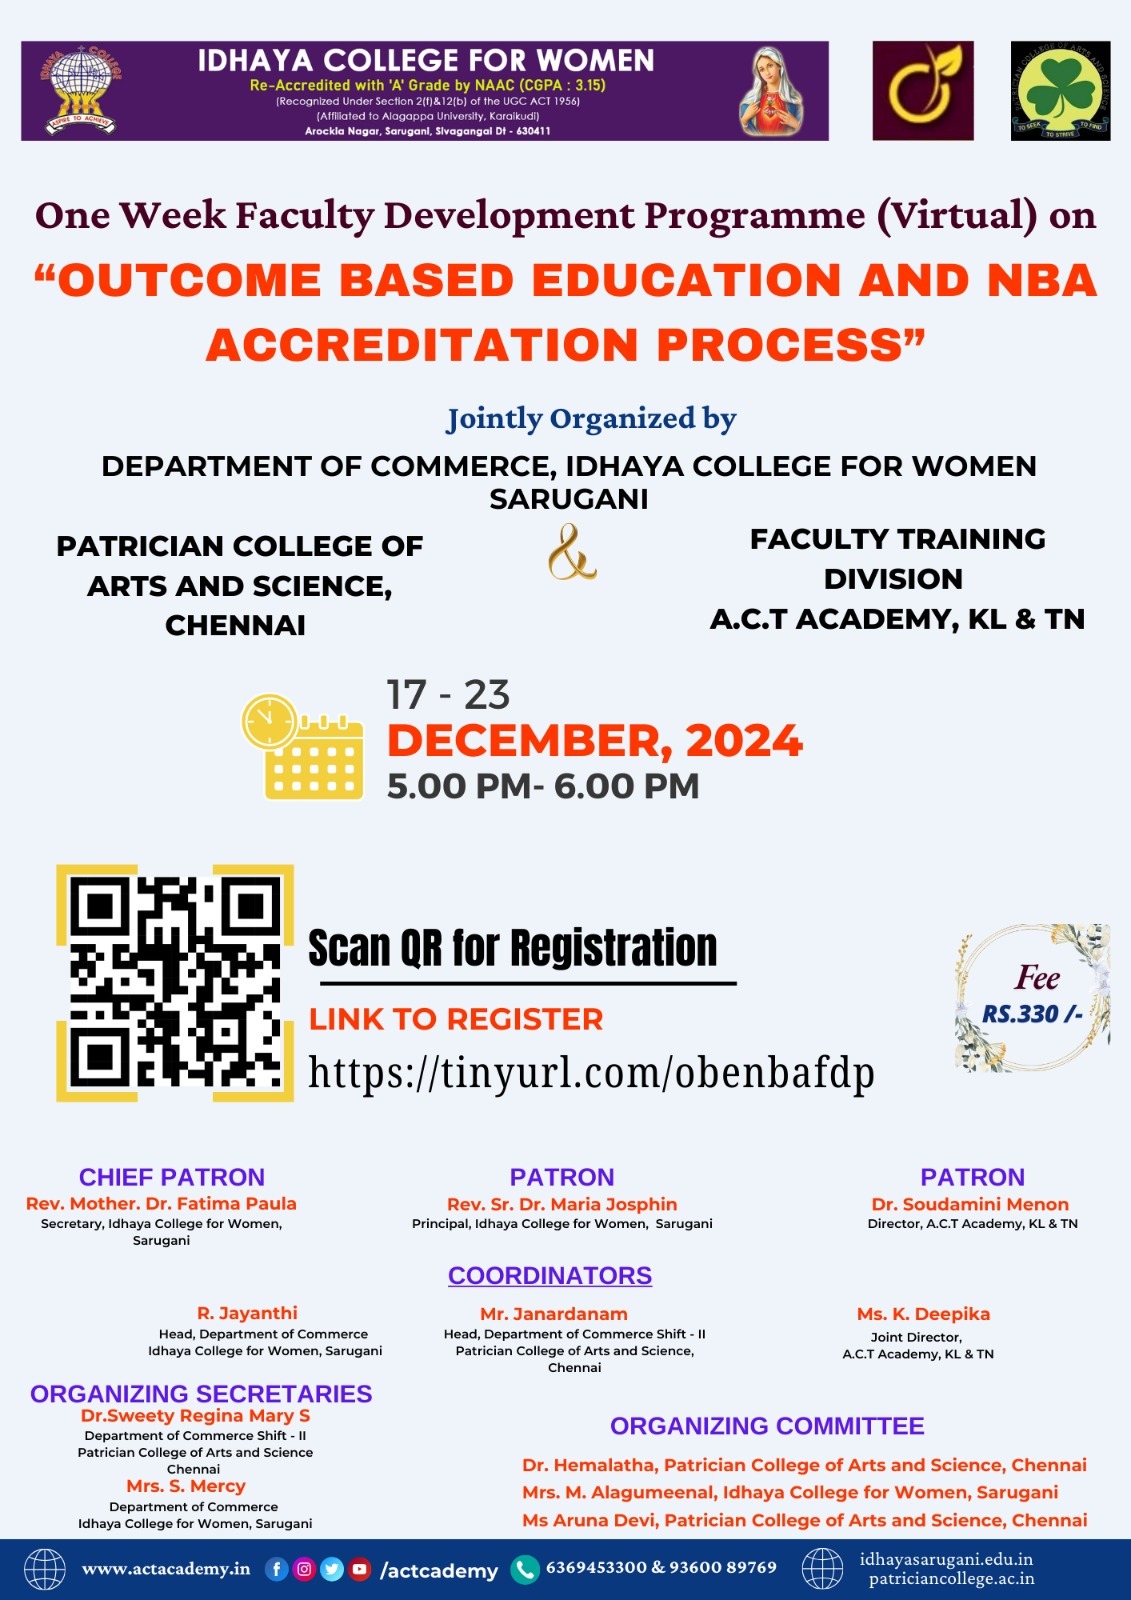 IDHAYA COLLEGE FOR WOMEN
Re-Accredited with 'A' Grade by NAAC (CGPA : 3.15)
(Recognized Under Section 2(f)&12(b) of the UGC ACT 1956)
(Affiliated to Alagappa University, Karaikudi)
Arockia Nagar, Sarugani, Sivagangai Dt - 630411
IDHAYA COLLEGE
ASPIRE TO ACHIEVE
PATRICIAN COLLEGE OF ARTS AND SCIENCE
TO SEEK TO STRIVE TO FIND
One Week Faculty Development Programme (Virtual) on
“OUTCOME BASED EDUCATION AND NBA
ACCREDITATION PROCESS”
Jointly Organized by
DEPARTMENT OF COMMERCE, IDHAYA COLLEGE FOR WOMEN
SARUGANI
PATRICIAN COLLEGE OF
ARTS AND SCIENCE,
CHENNAI
&
FACULTY TRAINING
DIVISION
A.C.T ACADEMY, KL & TN
17 - 23
DECEMBER, 2024
5.00 PM- 6.00 PM
Scan QR for Registration
LINK TO REGISTER
https://tinyurl.com/obenbafdp
Fee
RS.330 /-
CHIEF PATRON
Rev. Mother. Dr. Fatima Paula
Secretary, Idhaya College for Women,
Sarugani
PATRON
Rev. Sr. Dr. Maria Josphin
Principal, Idhaya College for Women, Sarugani
PATRON
Dr. Soudamini Menon
Director, A.C.T Academy, KL & TN
COORDINATORS
R. Jayanthi
Head, Department of Commerce
Idhaya College for Women, Sarugani
Mr. Janardanam
Head, Department of Commerce Shift - II
Patrician College of Arts and Science,
Chennai
Ms. K. Deepika
Joint Director,
A.C.T Academy, KL & TN
ORGANIZING SECRETARIES
Dr.Sweety Regina Mary S
Department of Commerce Shift - II
Patrician College of Arts and Science
Chennai
Mrs. S. Mercy
Department of Commerce
Idhaya College for Women, Sarugani
ORGANIZING COMMITTEE
Dr. Hemalatha, Patrician College of Arts and Science, Chennai
Mrs. M. Alagumeenal, Idhaya College for Women, Sarugani
Ms Aruna Devi, Patrician College of Arts and Science, Chennai
www.actacademy.in
/actcademy
6369453300 & 93600 89769
idhayasarugani.edu.in
patriciancollege.ac.in